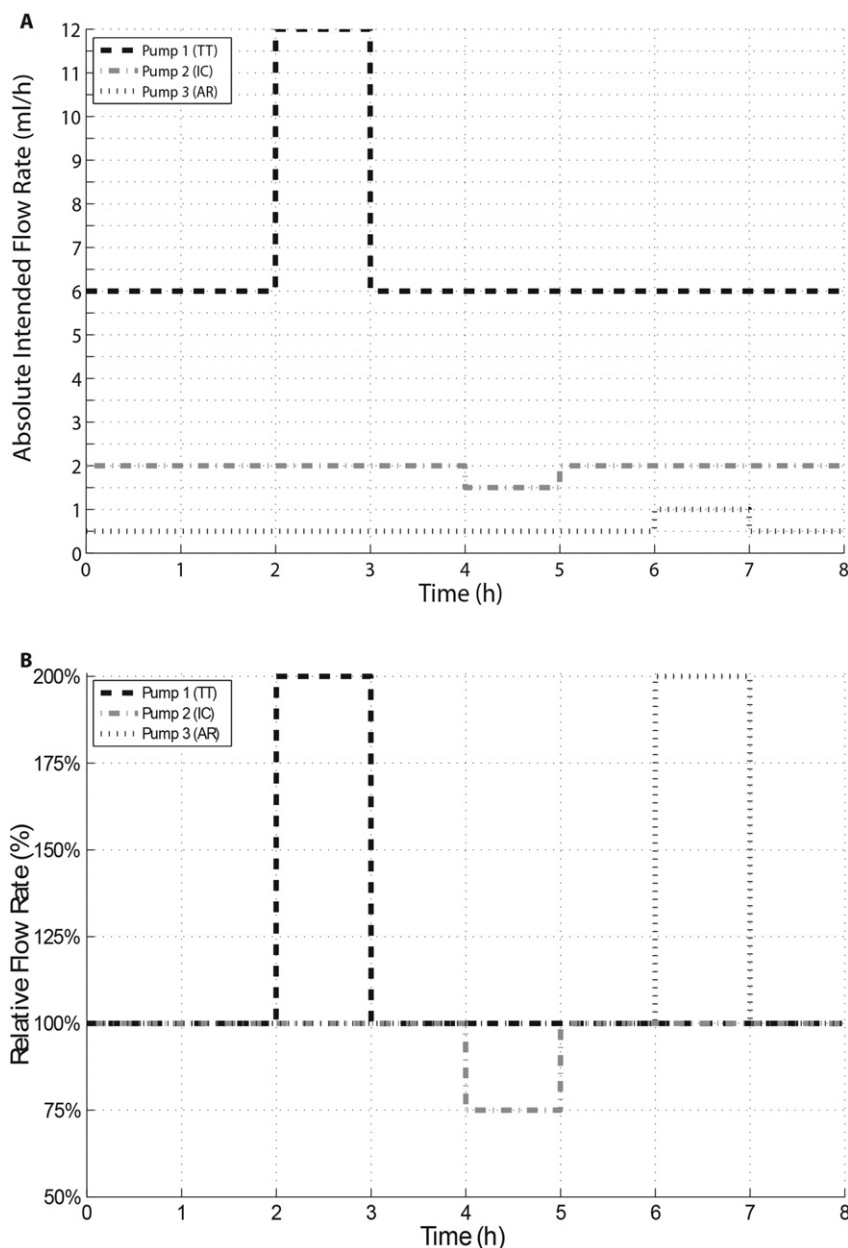 A
Absolute Intended Flow Rate (ml/h)
12
11
10
9
8
7
6
5
4
3
2
1
0
Pump 1 (TT)
Pump 2 (IC)
Pump 3 (AR)
0 1 2 3 4 5 6 7 8
Time (h)
B
Relative Flow Rate (%)
200%
175%
150%
125%
100%
75%
50%
Pump 1 (TT)
Pump 2 (IC)
Pump 3 (AR)
0 1 2 3 4 5 6 7 8
Time (h)